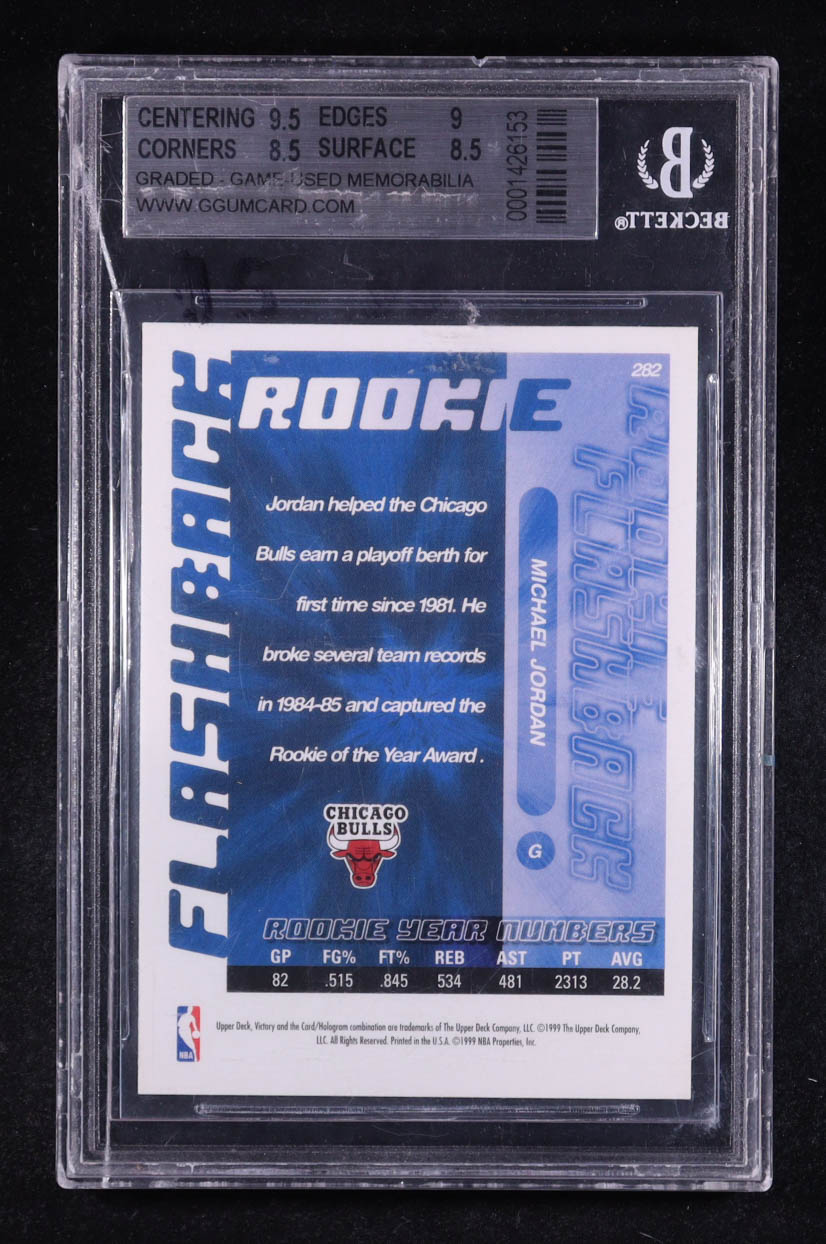 CENTERING 9.5 EDGES 9
CORNERS 8.5 SURFACE 8.5
GRADED - GAME-USED MEMORABILIA
WWW.GGUMCARD.COM
0001426153
B
BECKETT®
282
ROOKIE
FLASHBACK
ROOKIE
FLASHBACK
Jordan helped the Chicago
Bulls earn a playoff berth for
first time since 1981. He
broke several team records
in 1984-85 and captured the
Rookie of the Year Award .
MICHAEL JORDAN
G
CHICAGO
BULLS
ROOKIE YEAR NUMBERS
GP FG% FT% REB AST PT AVG
82 .515 .845 534 481 2313 28.2
NBA
Upper Deck, Victory and the Card/Hologram combination are trademarks of The Upper Deck Company, LLC. ©1999 The Upper Deck Company,
LLC. All Rights Reserved. Printed in the U.S.A. ©1999 NBA Properties, Inc.